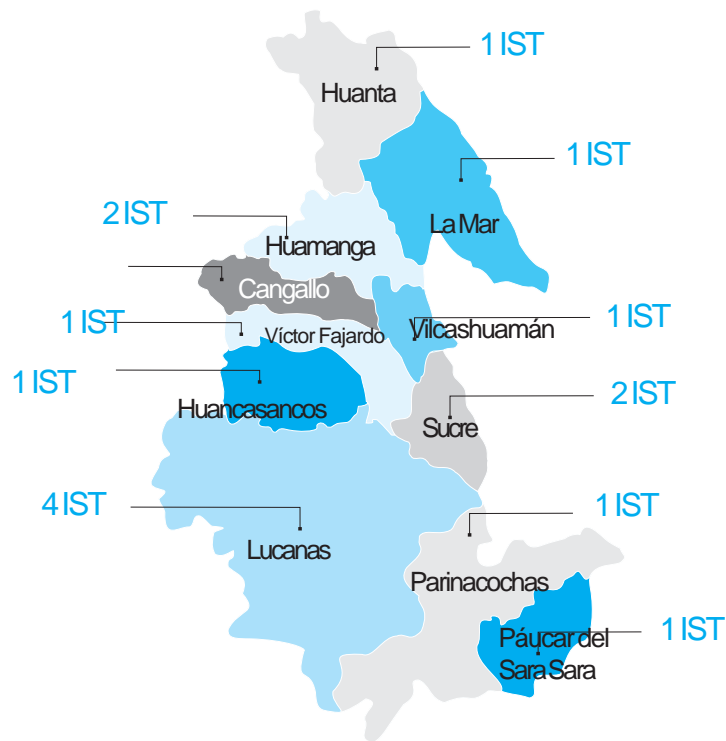 1 IST
Huanta
1 IST
2 IST
La Mar
Huamanga
Cangallo
1 IST
1 IST
Víctor Fajardo
Vilcashuamán
1 IST
2 IST
Huancasancos
Sucre
4 IST
1 IST
Lucanas
Parinacochas
1 IST
Páucar del
Sara Sara